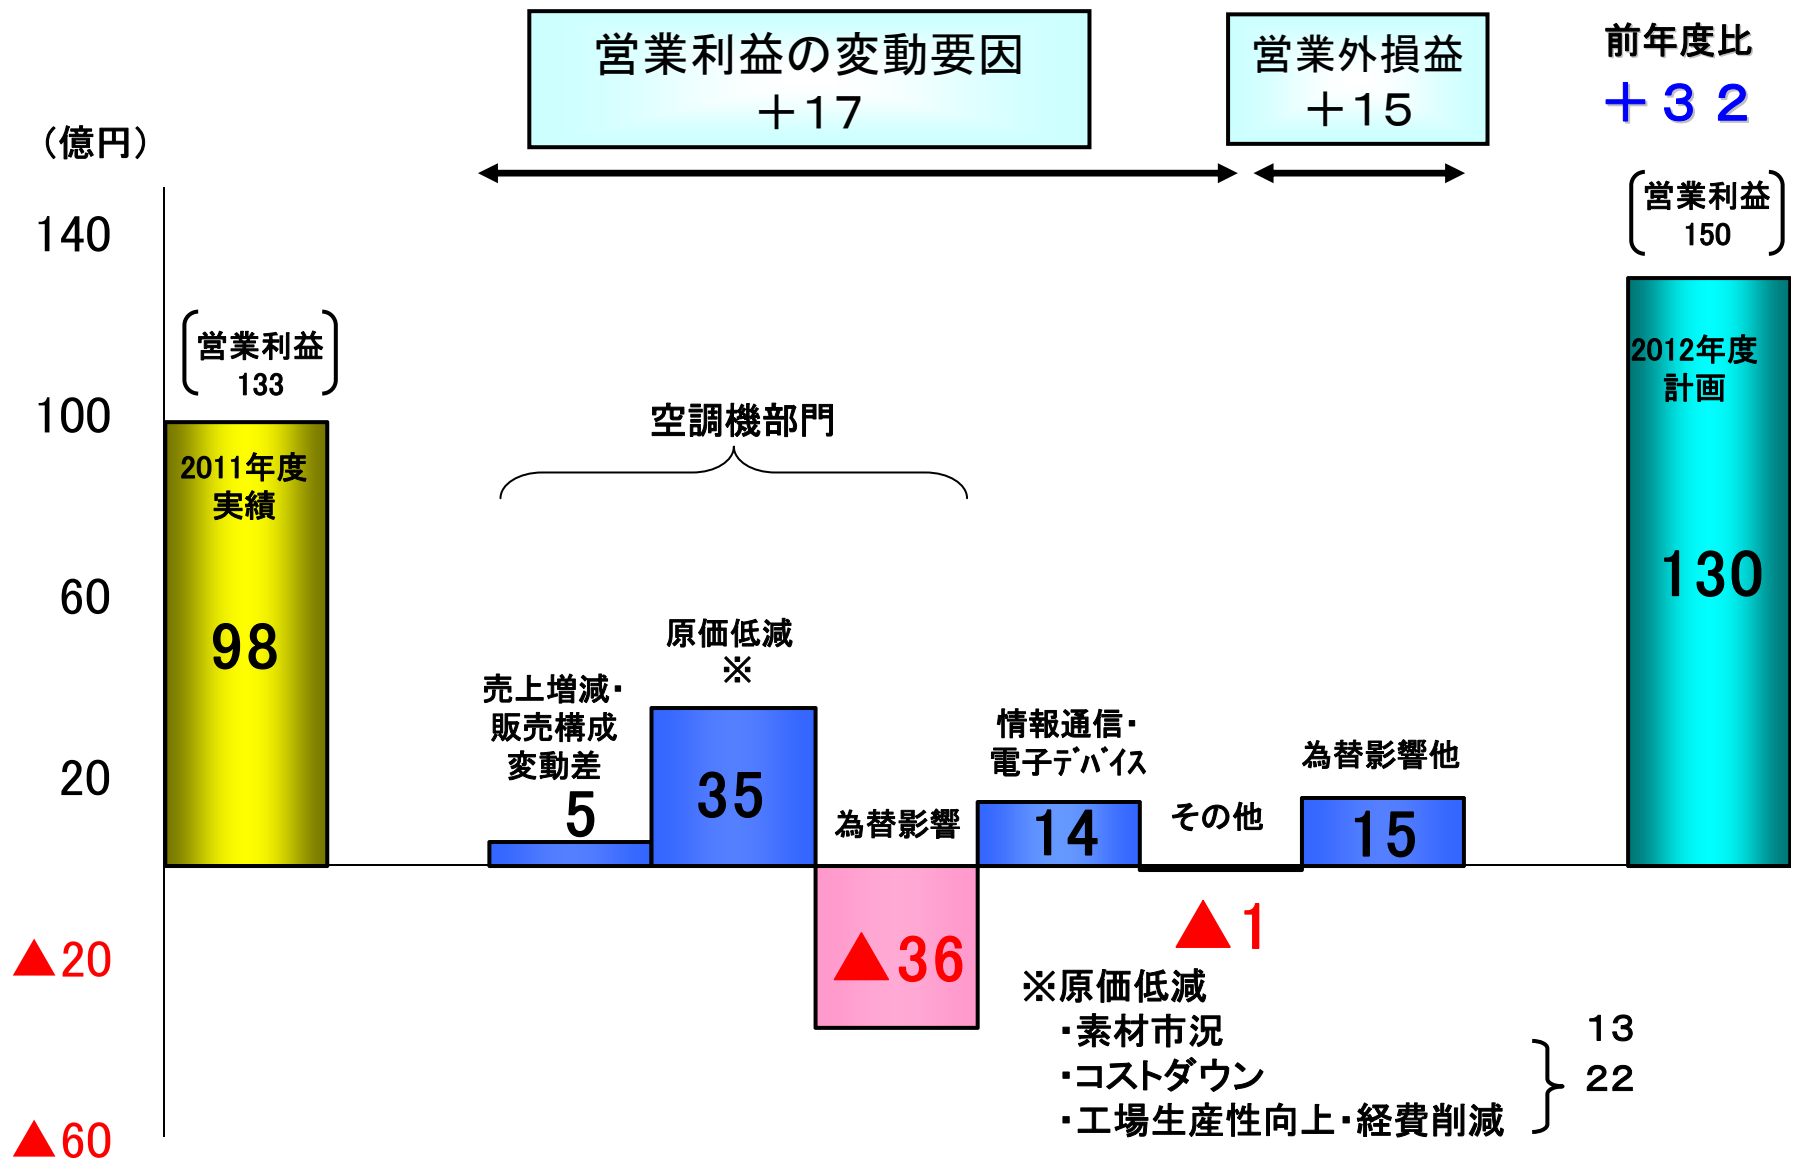 営業利益の変動要因
＋17
営業外損益
＋15
前年度比
＋３２
（億円）
140
100
60
20
▲20
▲60
営業利益
133
2011年度
実績
98
空調機部門
売上増減・
販売構成
変動差
5
原価低減
※
35
為替影響
▲36
情報通信・
電子ﾃﾞﾊﾞｲｽ
14
その他
▲1
為替影響他
15
営業利益
150
2012年度
計画
130
※原価低減
・素材市況 13
・コストダウン 22
・工場生産性向上・経費削減